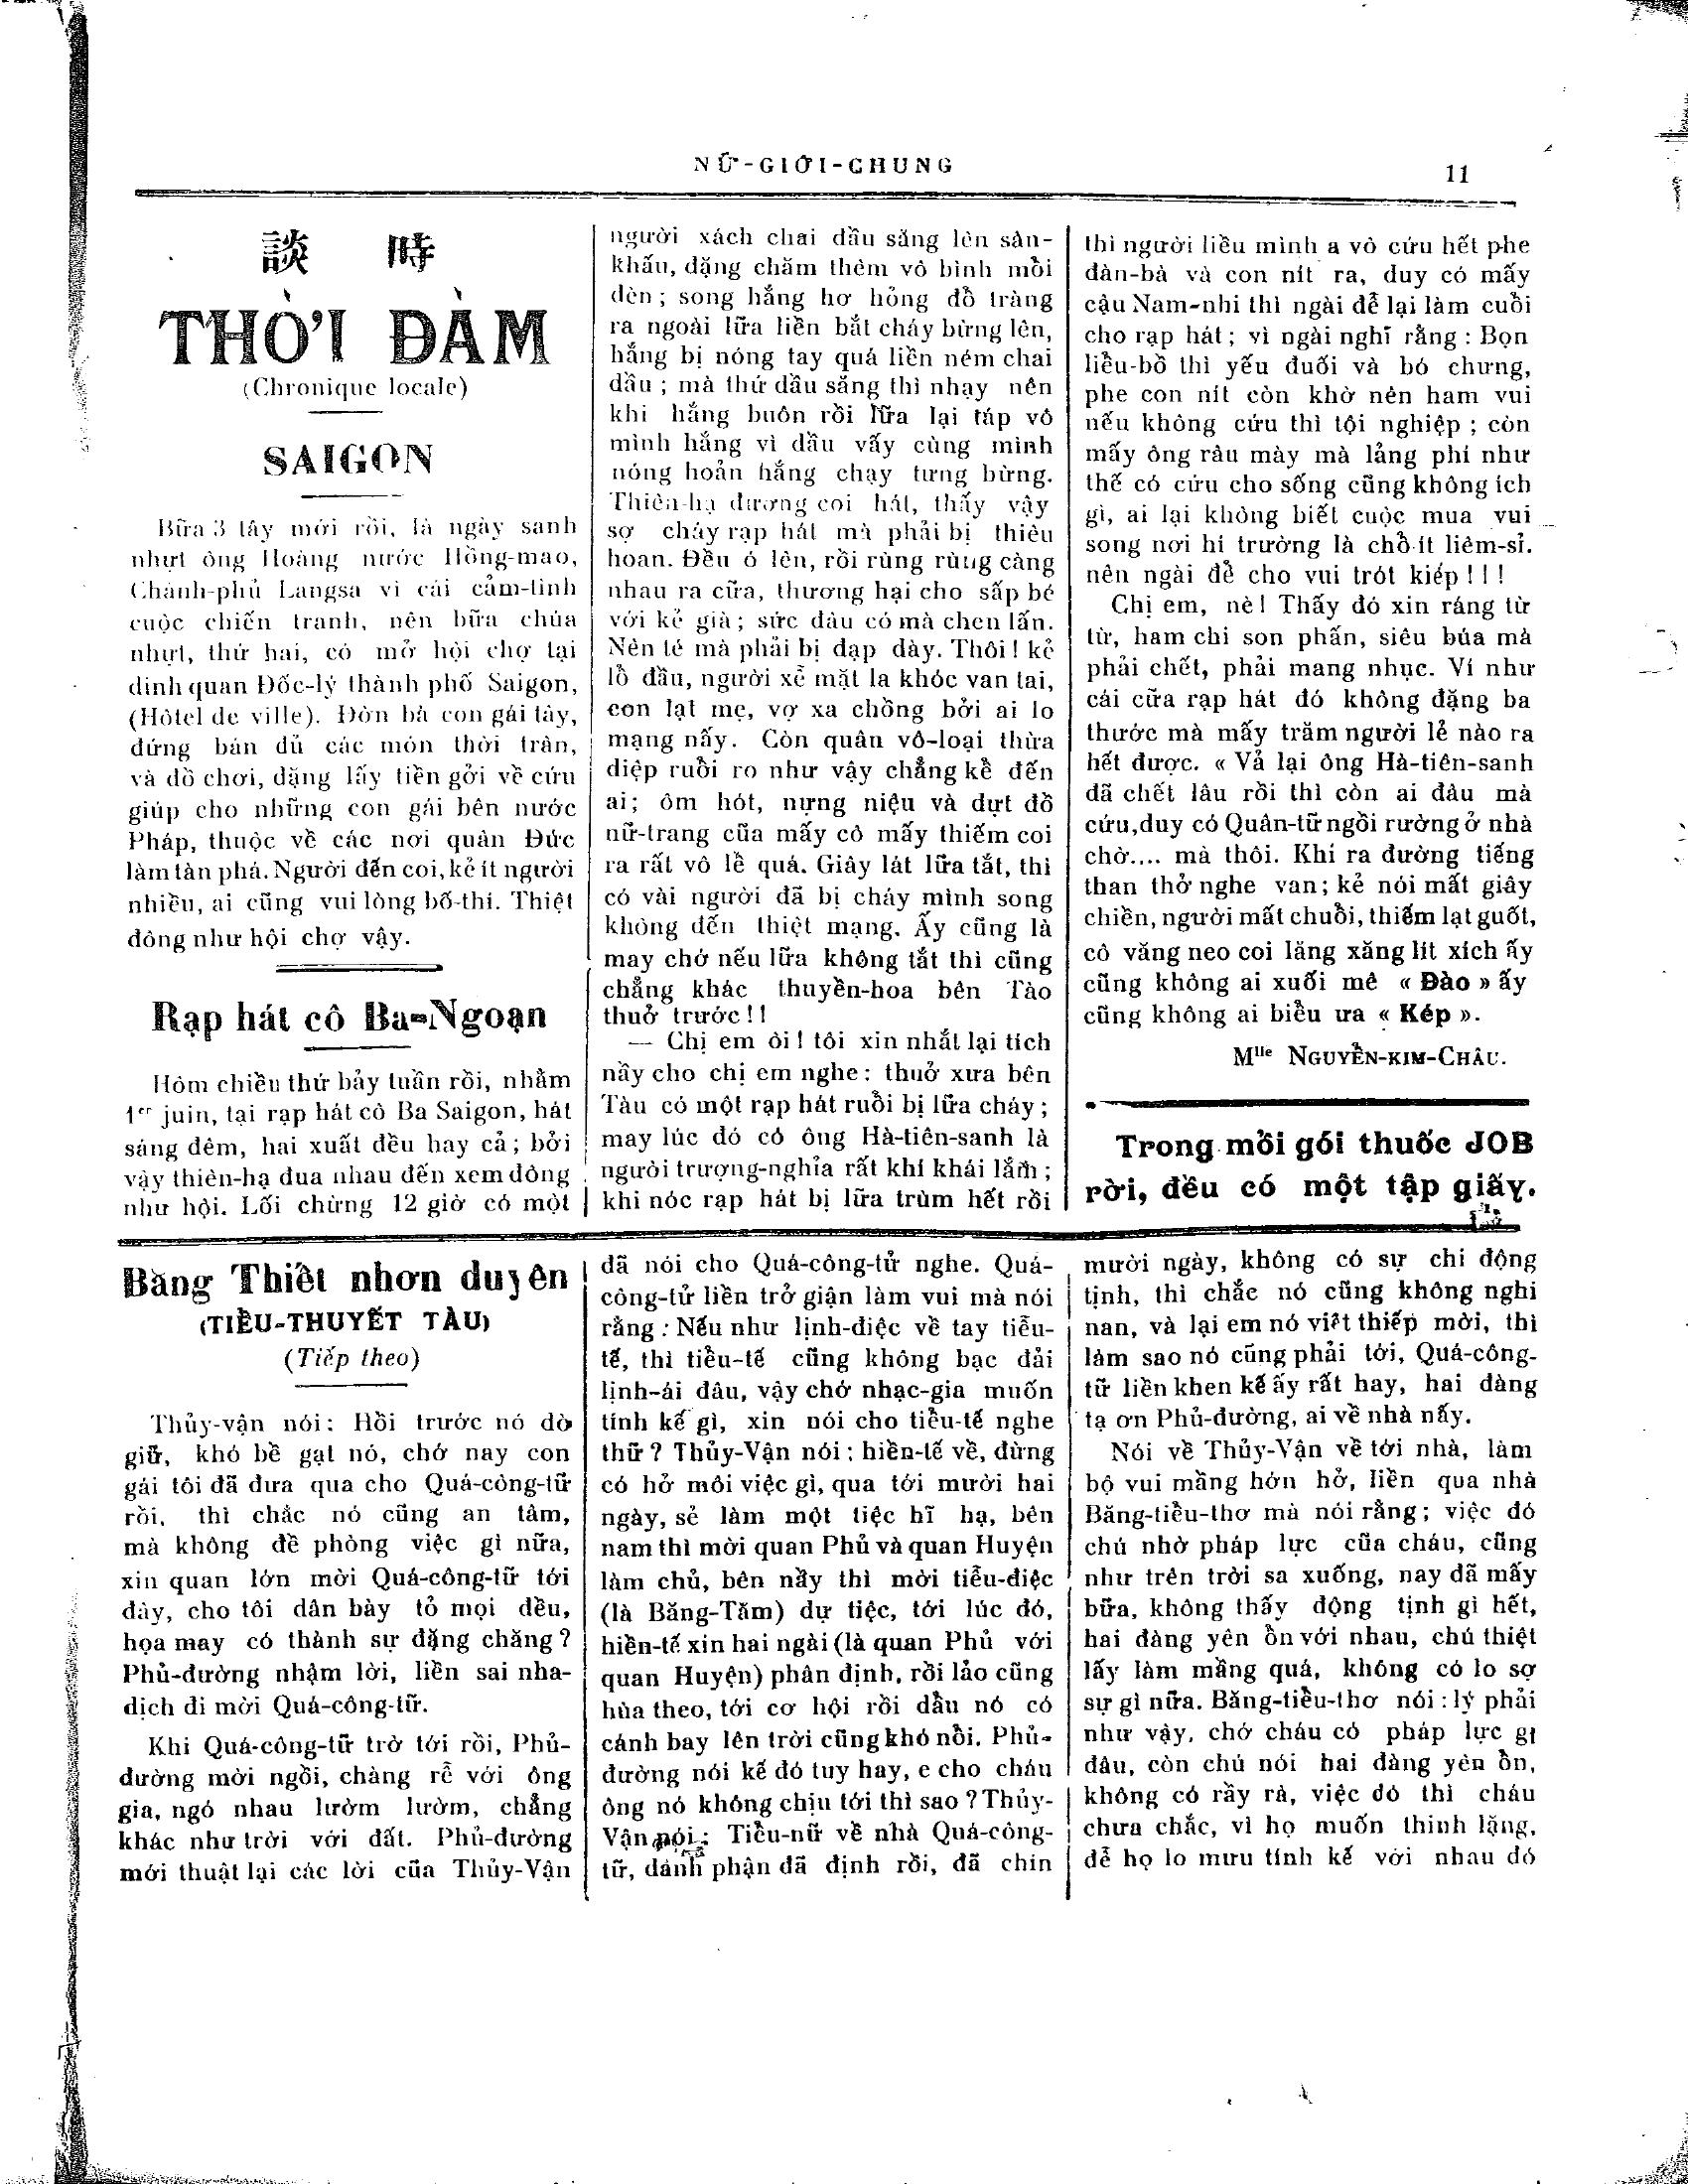 NỮ-GIỚI-CHUNG
11
談 時
THỜI ĐÀM
(Chronique locale)
SAIGON
Bữa 3 tây mới rồi, là ngày sanh
nhựt ông Hoàng nước Hồng-mao,
Chánh-phủ Langsa vì cái cảm-tình
cuộc chiến tranh, nên bữa chúa
nhựt, thứ hai, có mở hội chợ tại
dinh quan Đốc-lý thành phố Saigon,
(Hôtel de ville). Đờn bà con gái tây,
đứng bán đủ các món thời trân,
và đồ chơi, đặng lấy tiền gởi về cứu
giúp cho những con gái bên nước
Pháp, thuộc về các nơi quân Đức
làm tàn phá. Người đến coi, kẻ ít người
nhiều, ai cũng vui lòng bố-thí. Thiệt
đông như hội chợ vậy.
Rạp hát cô Ba-Ngoạn
Hôm chiều thứ bảy tuần rồi, nhằm
1er juin, tại rạp hát cô Ba Saigon, hát
sáng đêm, hai xuất đều hay cả; bởi
vậy thiên-hạ đua nhau đến xem đông
như hội. Lối chừng 12 giờ có một
người xách chai dầu săng lên sân-
khấu, đặng châm thêm vô bình mồi
đèn; song hắng hơ hỏng đồ tràng
ra ngoài lữa liền bắt cháy bừng lên,
hắng bị nóng tay quá liền ném chai
dầu; mà thứ dầu săng thì nhạy nên
khi hắng buôn rồi lữa lại táp vô
mình hắng vì dầu vấy cùng mình
nóng hoản hắng chạy tưng bừng.
Thiên-hạ đương coi hát, thấy vậy
sợ cháy rạp hát mà phải bị thiêu
hoan. Đều ó lên, rồi rùng rùng càng
nhau ra cữa, thương hại cho sấp bé
với kẻ già; sức đâu có mà chen lấn.
Nên té mà phải bị đạp dày. Thôi! kẻ
lỗ đầu, người xể mặt la khóc van tai,
con lạt mẹ, vợ xa chồng bởi ai lo
mạng nấy. Còn quân vô-loại thừa
diệp ruồi ro như vậy chẳng kề đến
ai; ôm hót, nựng niệu và dựt đồ
nữ-trang của mấy cô mấy thiếm coi
ra rất vô lề quá. Giây lát lữa tắt, thì
có vài người đã bị cháy mình song
không đến thiệt mạng. Ấy cũng là
may chớ nếu lữa không tắt thì cũng
chẳng khác thuyền-hoa bên Tào
thuở trước!!
— Chị em òi! tôi xin nhắt lại tích
nầy cho chị em nghe: thuở xưa bên
Tàu có một rạp hát ruồi bị lữa cháy;
may lúc đó có ông Hà-tiên-sanh là
người trượng-nghỉa rất khí khái lắm;
khi nóc rạp hát bị lữa trùm hết rồi
thì người liều mình a vô cứu hết phe
đàn-bà và con nít ra, duy có mấy
cậu Nam-nhi thì ngài để lại làm cuồi
cho rạp hát; vì ngài nghĩ rằng: Bọn
liễu-bồ thì yếu đuối và bó chưng,
phe con nít còn khờ nên ham vui
nếu không cứu thì tội nghiệp; còn
mấy ông râu mày mà lảng phí như
thế có cứu cho sống cũng không ích
gì, ai lại không biết cuộc mua vui
song nơi hí trường là chỗ ít liêm-sỉ.
nên ngài để cho vui trót kiếp!!!
Chị em, nè! Thấy đó xin ráng từ
từ, ham chi son phấn, siêu búa mà
phải chết, phải mang nhục. Ví như
cái cữa rạp hát đó không đặng ba
thước mà mấy trăm người lẻ nào ra
hết được. « Vả lại ông Hà-tiên-sanh
đã chết lâu rồi thì còn ai đâu mà
cứu,duy có Quân-tữ ngồi rường ở nhà
chờ.... mà thôi. Khi ra đường tiếng
than thở nghe van; kẻ nói mất giây
chiền, người mất chuồi, thiếm lạt guốt,
cô văng neo coi lăng xăng lít xích ấy
cũng không ai xuối mê « Đào » ấy
cũng không ai biểu ưa « Kép ».
Mlle NGUYỄN-KIM-CHÂU.
Trong mỗi gói thuốc JOB
rời, đều có một tập giấy.
Băng Thiết nhơn duyên
(TIỂU-THUYẾT TÀU)
(Tiếp theo)
Thủy-vận nói: Hồi trước nó dò
giữ, khó bề gạt nó, chớ nay con
gái tôi đã đưa qua cho Quá-công-tữ
rồi, thì chắc nó cũng an tâm,
mà không đề phòng việc gì nữa,
xin quan lớn mời Quá-công-tữ tới
đây, cho tôi dân bày tỏ mọi đều,
họa may có thành sự đặng chăng?
Phủ-đường nhậm lời, liền sai nha-
dịch đi mời Quá-công-tữ.
Khi Quá-công-tữ trở tới rồi, Phủ-
đường mời ngồi, chàng rể với ông
gia, ngó nhau lườm lườm, chẳng
khác như trời với đất. Phủ-đường
mới thuật lại các lời của Thủy-Vận
đã nói cho Quá-công-tử nghe. Quá-
công-tử liền trở giận làm vui mà nói
rằng: Nếu như lịnh-điệc về tay tiểu-
tế, thì tiểu-tế cũng không bạc đải
lịnh-ái đâu, vậy chớ nhạc-gia muốn
tính kế gì, xin nói cho tiểu-tế nghe
thữ? Thủy-Vận nói: hiền-tế về, đừng
có hở môi việc gì, qua tới mười hai
ngày, sẻ làm một tiệc hĩ hạ, bên
nam thì mời quan Phủ và quan Huyện
làm chủ, bên nầy thì mời tiểu-điệc
(là Băng-Tâm) dự tiệc, tới lúc đó,
hiền-tế xin hai ngài (là quan Phủ với
quan Huyện) phân định, rồi lảo cũng
hùa theo, tới cơ hội rồi dẫu nó có
cánh bay lên trời cũng khó nồi. Phủ-
đường nói kế đó tuy hay, e cho cháu
ông nó không chịu tới thì sao? Thủy-
Vận nói: Tiểu-nữ về nhà Quá-công-
tữ, dánh phận đã định rồi, đã chín
mười ngày, không có sự chi động
tịnh, thì chắc nó cũng không nghi
nan, và lại em nó viết thiếp mời, thì
làm sao nó cũng phải tới, Quá-công-
tữ liền khen kế ấy rất hay, hai đàng
tạ ơn Phủ-đường, ai về nhà nấy.
Nói về Thủy-Vận về tới nhà, làm
bộ vui mầng hớn hở, liền qua nhà
Băng-tiểu-thơ mà nói rằng; việc đó
chú nhờ pháp lực của cháu, cũng
như trên trời sa xuống, nay đã mấy
bữa, không thấy động tịnh gì hết,
hai đàng yên ồn với nhau, chú thiệt
lấy làm mầng quá, không có lo sợ
sự gì nữa. Băng-tiểu-thơ nói: lý phải
như vậy, chớ cháu có pháp lực gì
đâu, còn chú nói hai đàng yên ồn,
không có rầy rà, việc đó thì cháu
chưa chắc, vì họ muốn thinh lặng,
để họ lo mưu tính kế với nhau đó